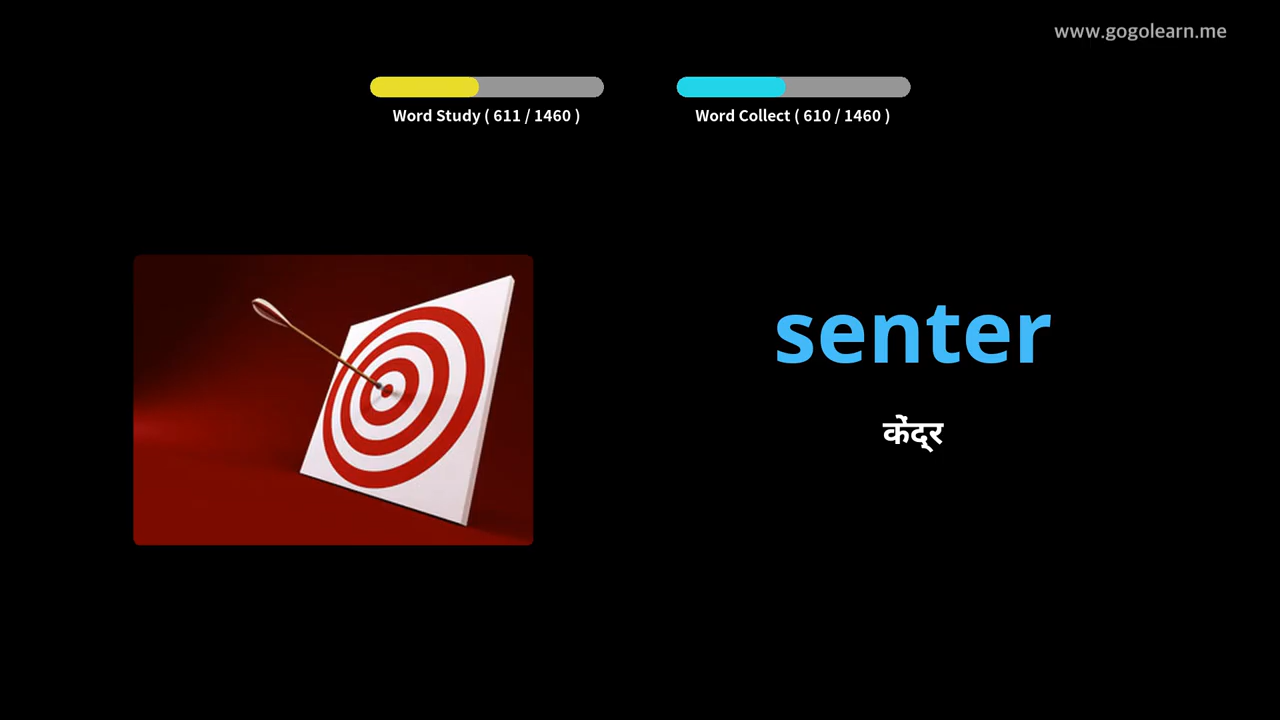 www.gogolearn.me
Word Study ( 611 / 1460 )
Word Collect ( 610 / 1460 )
senter
केंद्र